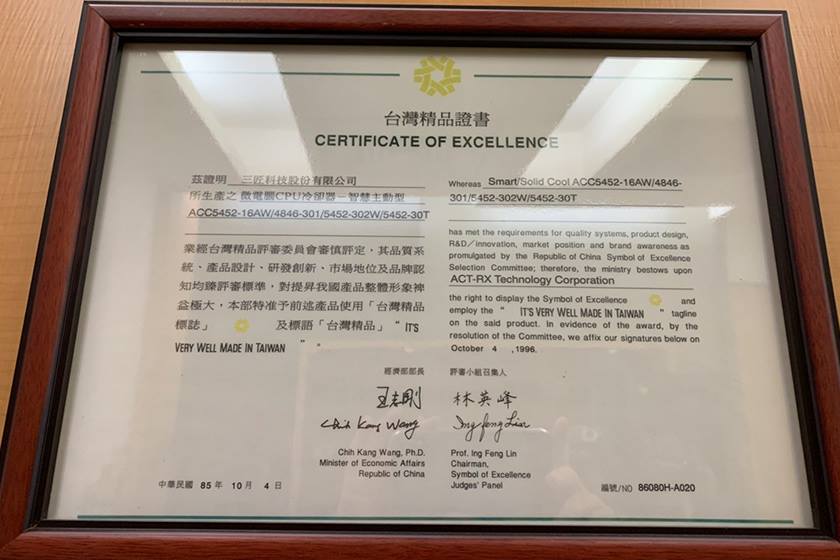 台灣精品證書
CERTIFICATE OF EXCELLENCE
茲證明 三匠科技股份有限公司
所生產之 微電腦CPU冷卻器－智慧主動型
ACC5452-16AW/4846-301/5452-302W/5452-30T
業經台灣精品評審委員會審慎評定，其品質系
統、產品設計、研發創新、市場地位及品牌認
知均臻評審標準，對提昇我國產品整體形象裨
益極大，本部特准予前述產品使用「台灣精品
標誌」 及標語「台灣精品」“IT'S
VERY WELL MADE IN TAIWAN ”。
Whereas Smart/Solid Cool ACC5452-16AW/4846-
301/5452-302W/5452-30T
has met the requirements for quality systems, product design,
R&D/innovation, market position and brand awareness as
promulgated by the Republic of China Symbol of Excellence
Selection Committee; therefore, the ministry bestows upon
ACT-RX Technology Corporation
the right to display the Symbol of Excellence and
employ the “ IT'S VERY WELL MADE IN TAIWAN ” tagline
on the said product. In evidence of the award, by the
resolution of the Committee, we affix our signatures below on
October 4 ,1996.
經濟部部長
王志剛
Chih Kang Wang
Chih Kang Wang, Ph.D.
Minister of Economic Affairs
Republic of China
評審小組召集人
林英峰
Ing Feng Lin
Prof. Ing Feng Lin
Chairman,
Symbol of Excellence
Judges' Panel
中華民國 85 年 10 月 4 日
編號/NO 86080H-A020